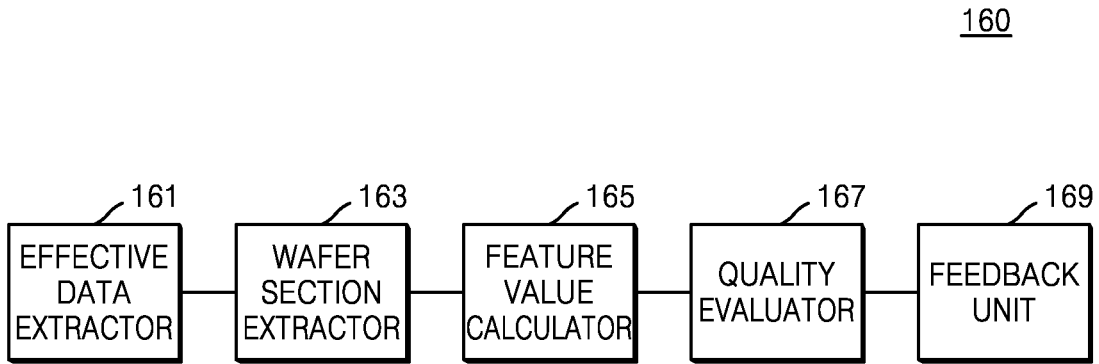 160
161
163
165
167
169
EFFECTIVE
DATA
EXTRACTOR
WAFER
SECTION
EXTRACTOR
FEATURE
VALUE
CALCULATOR
QUALITY
EVALUATOR
FEEDBACK
UNIT